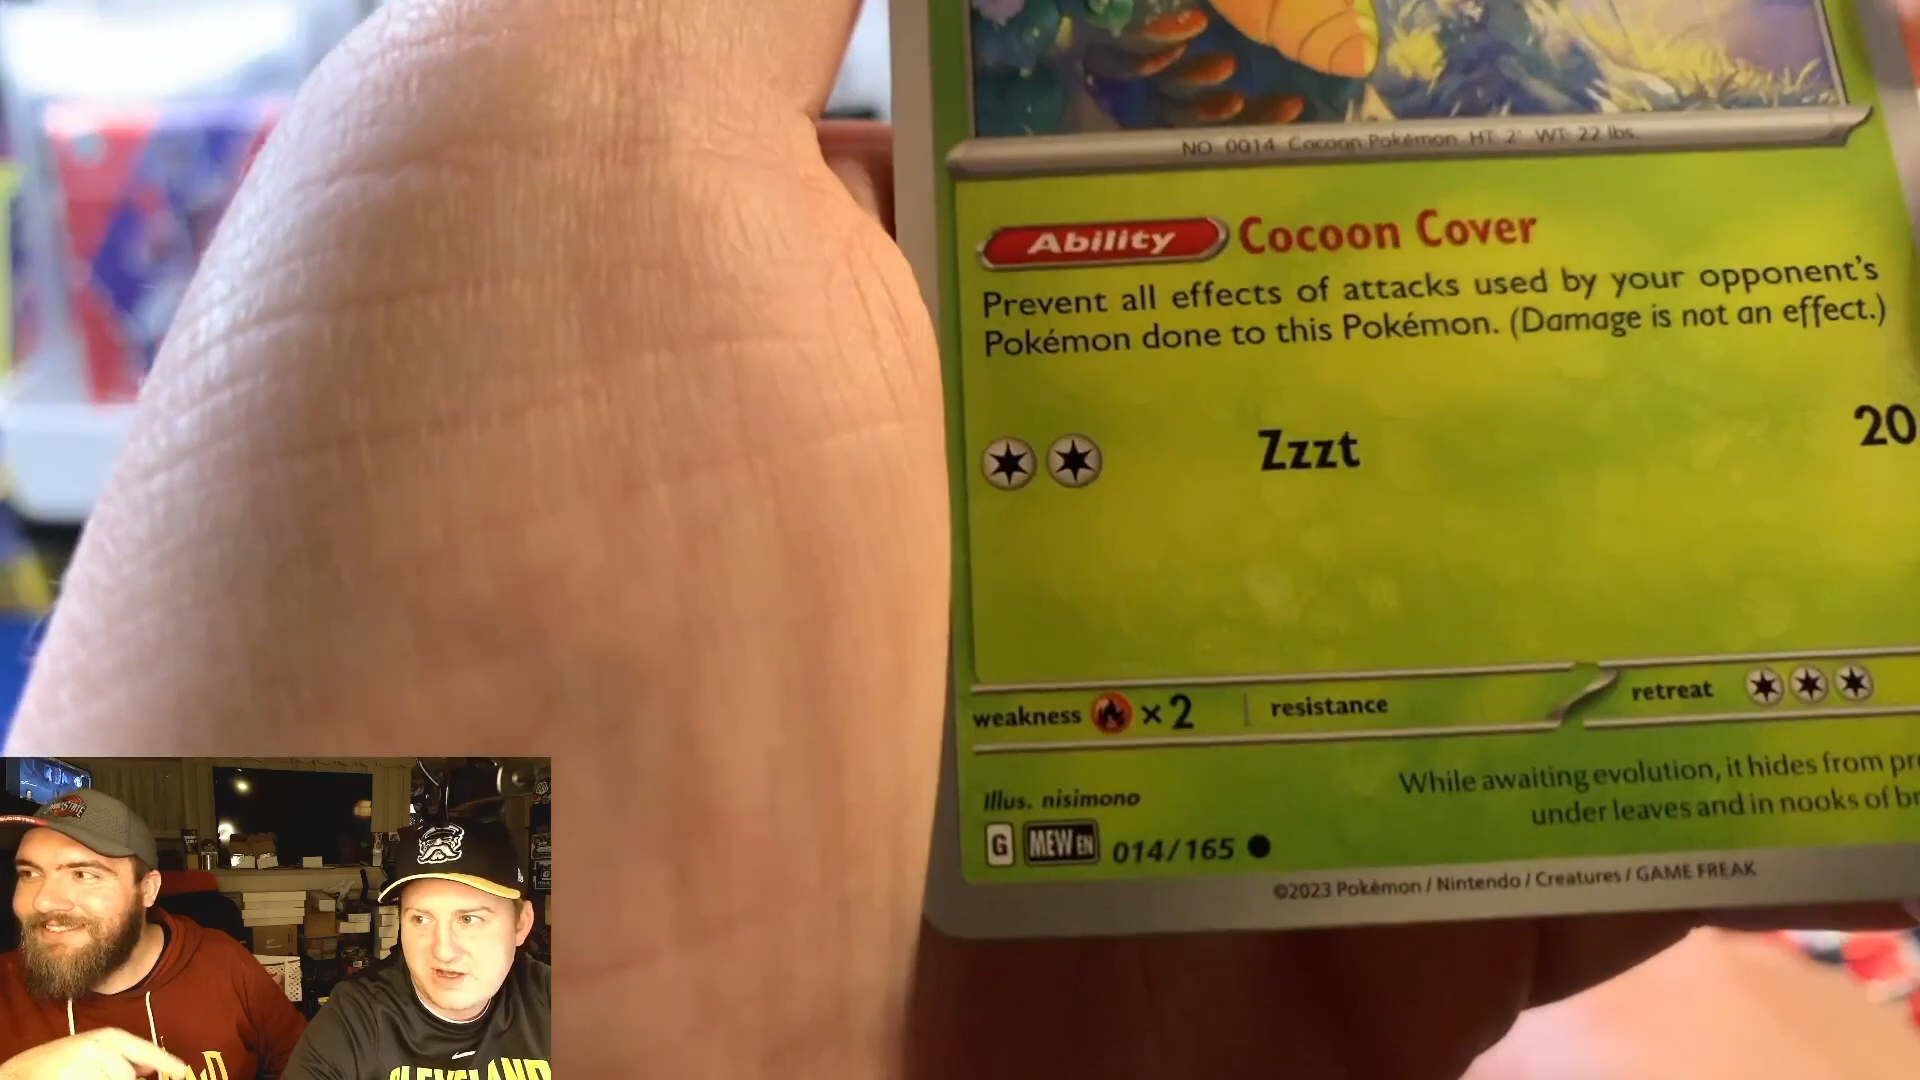 NO. 0014 Cocoon Pokémon HT: 2' WT: 22 lbs.
Ability Cocoon Cover
Prevent all effects of attacks used by your opponent's
Pokémon done to this Pokémon. (Damage is not an effect.)
Zzzt 20
weakness ×2 resistance retreat
While awaiting evolution, it hides from
under leaves and in nooks of
Illus. nisimono
G MEW EN 014/165
©2023 Pokémon / Nintendo / Creatures / GAME FREAK
CLEVELAND